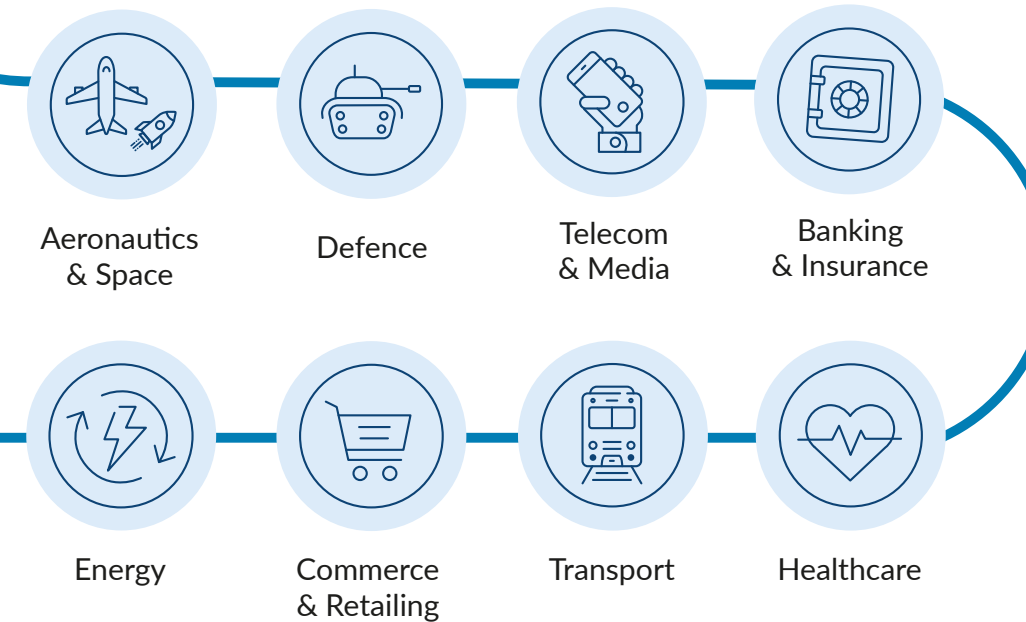 Aeronautics
& Space
Defence
Telecom
& Media
Banking
& Insurance
Energy
Commerce
& Retailing
Transport
Healthcare